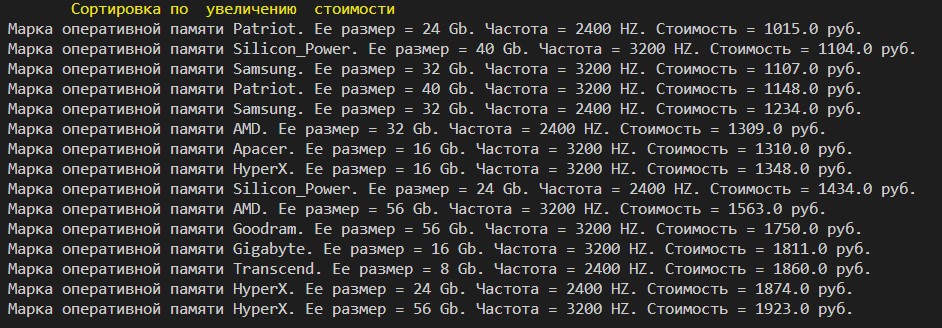 Сортировка по увеличению стоимости
Марка оперативной памяти Patriot. Ее размер = 24 Gb. Частота = 2400 HZ. Стоимость = 1015.0 руб.
Марка оперативной памяти Silicon_Power. Ее размер = 40 Gb. Частота = 3200 HZ. Стоимость = 1104.0 руб.
Марка оперативной памяти Samsung. Ее размер = 32 Gb. Частота = 3200 HZ. Стоимость = 1107.0 руб.
Марка оперативной памяти Patriot. Ее размер = 40 Gb. Частота = 3200 HZ. Стоимость = 1148.0 руб.
Марка оперативной памяти Samsung. Ее размер = 32 Gb. Частота = 2400 HZ. Стоимость = 1234.0 руб.
Марка оперативной памяти AMD. Ее размер = 32 Gb. Частота = 2400 HZ. Стоимость = 1309.0 руб.
Марка оперативной памяти Apacer. Ее размер = 16 Gb. Частота = 3200 HZ. Стоимость = 1310.0 руб.
Марка оперативной памяти HyperX. Ее размер = 16 Gb. Частота = 3200 HZ. Стоимость = 1348.0 руб.
Марка оперативной памяти Silicon_Power. Ее размер = 24 Gb. Частота = 2400 HZ. Стоимость = 1434.0 руб.
Марка оперативной памяти AMD. Ее размер = 56 Gb. Частота = 3200 HZ. Стоимость = 1563.0 руб.
Марка оперативной памяти Goodram. Ее размер = 56 Gb. Частота = 3200 HZ. Стоимость = 1750.0 руб.
Марка оперативной памяти Gigabyte. Ее размер = 16 Gb. Частота = 3200 HZ. Стоимость = 1811.0 руб.
Марка оперативной памяти Transcend. Ее размер = 8 Gb. Частота = 2400 HZ. Стоимость = 1860.0 руб.
Марка оперативной памяти HyperX. Ее размер = 24 Gb. Частота = 2400 HZ. Стоимость = 1874.0 руб.
Марка оперативной памяти HyperX. Ее размер = 56 Gb. Частота = 3200 HZ. Стоимость = 1923.0 руб.